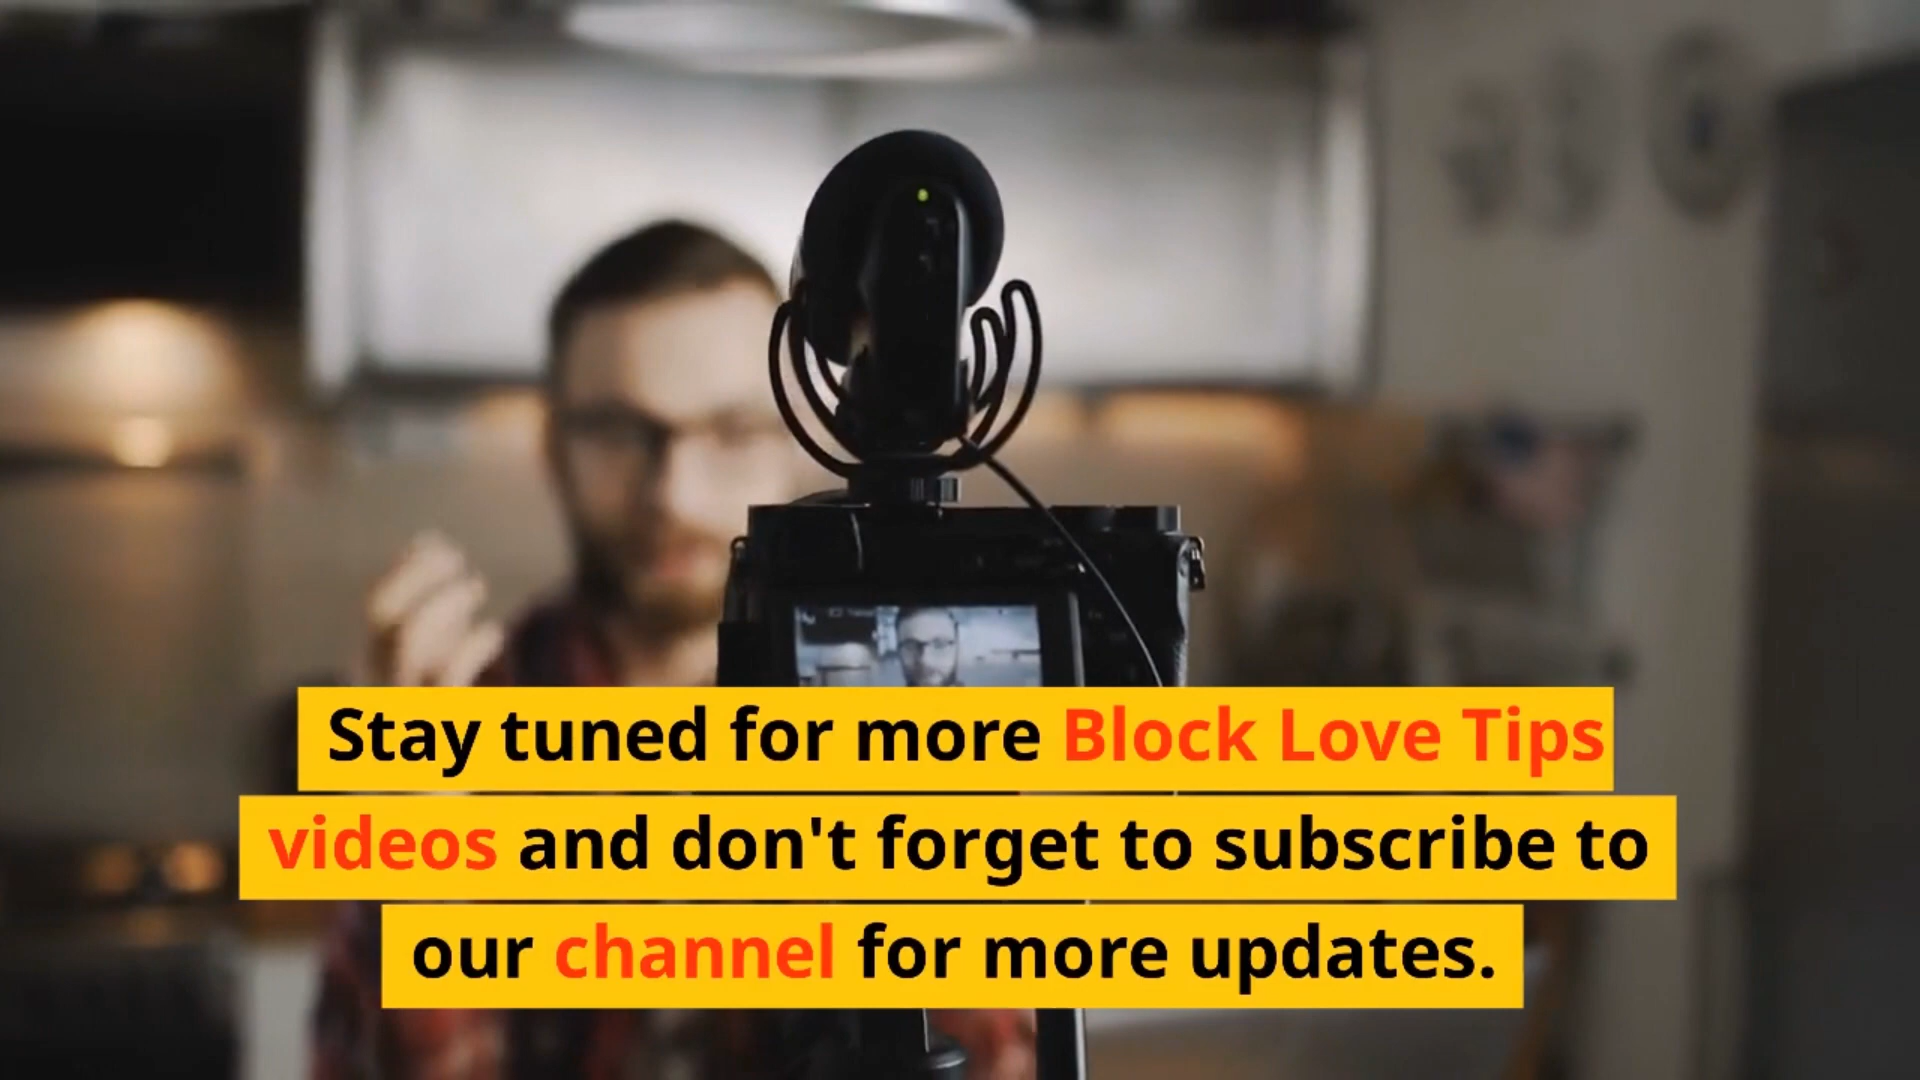 Stay tuned for more Block Love Tips
videos and don't forget to subscribe to
our channel for more updates.